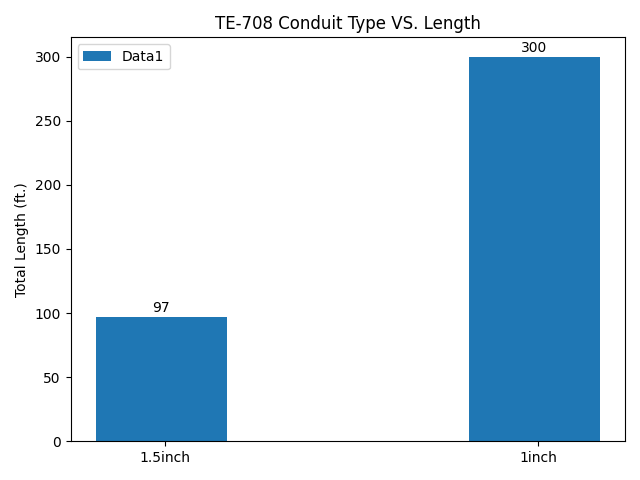 TE-708 Conduit Type VS. Length
Data1
Total Length (ft.)
300
250
200
150
100
50
0
97
300
1.5inch
1inch